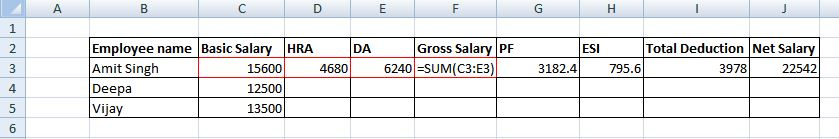 A B C D E F G H I J
1
2 Employee name Basic Salary HRA DA Gross Salary PF ESI Total Deduction Net Salary
3 Amit Singh 15600 4680 6240 =SUM(C3:E3) 3182.4 795.6 3978 22542
4 Deepa 12500
5 Vijay 13500
6